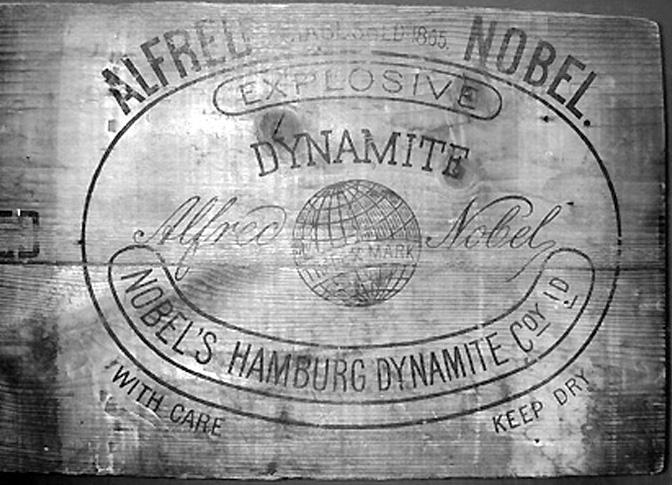 ALFRED ESTABLISHED 1865. NOBEL.
EXPLOSIVE
DYNAMITE
Alfred Nobel
TRADE MARK
NOBEL'S HAMBURG DYNAMITE COY LD
WITH CARE
KEEP DRY